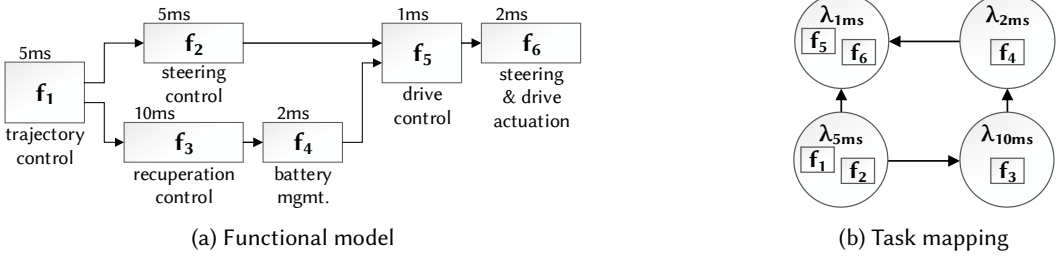 5ms
f₁
trajectory
control
5ms
f₂
steering
control
10ms
f₃
recuperation
control
2ms
f₄
battery
mgmt.
1ms
f₅
drive
control
2ms
f₆
steering
& drive
actuation
(a) Functional model
λ₁ₘₛ
f₅
f₆
λ₂ₘₛ
f₄
λ₅ₘₛ
f₁
f₂
λ₁₀ₘₛ
f₃
(b) Task mapping